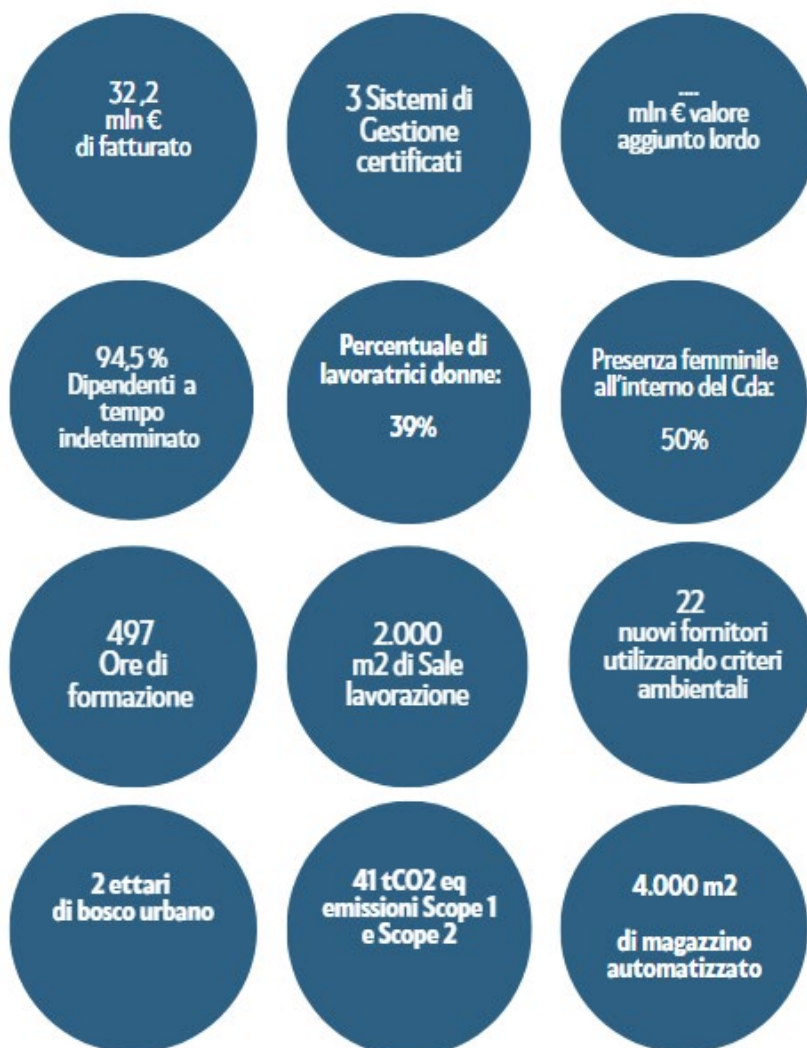 32 ,2
mln €
di fatturato
3 Sistemi di
Gestione
certificati
....
mln € valore
aggiunto lordo
94,5 %
Dipendenti a
tempo
indeterminato
Percentuale di
lavoratrici donne:
39%
Presenza femminile
all'interno del Cda:
50%
497
Ore di
formazione
2.000
m2 di Sale
lavorazione
22
nuovi fornitori
utilizzando criteri
ambientali
2 ettari
di bosco urbano
41 tCO2 eq
emissioni Scope 1
e Scope 2
4.000 m2
di magazzino
automatizzato